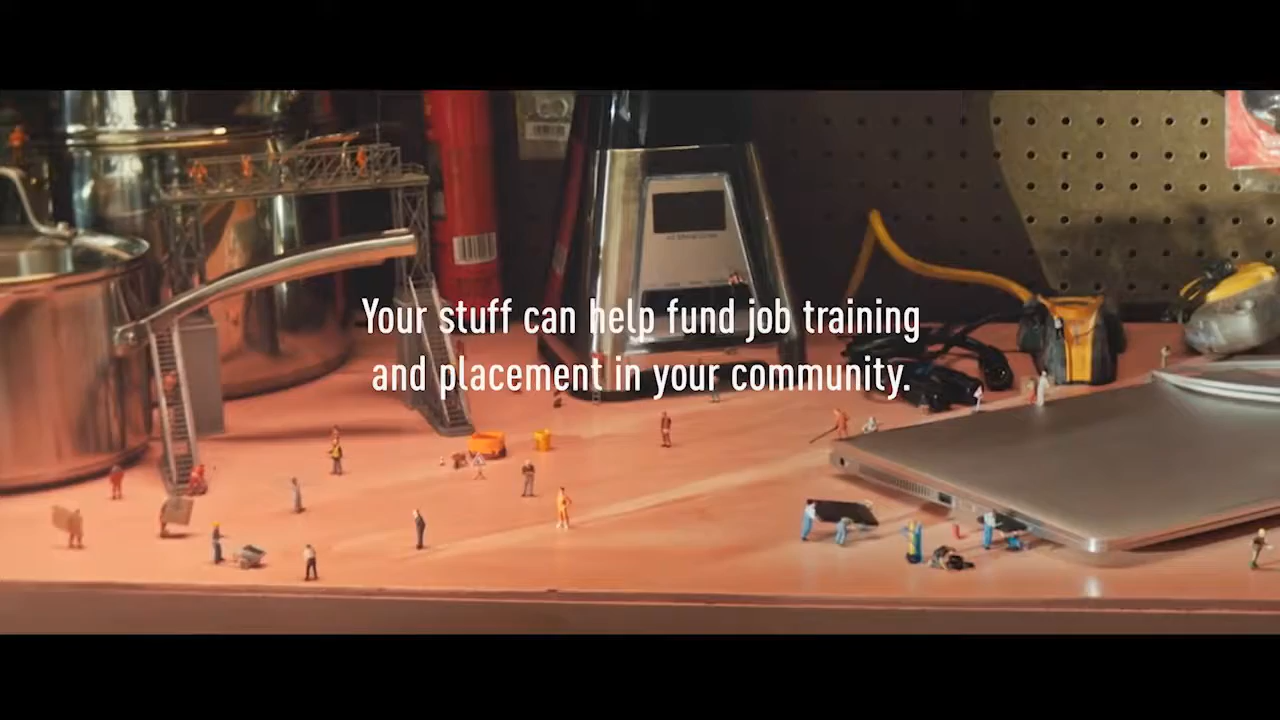 Your stuff can help fund job training
and placement in your community.